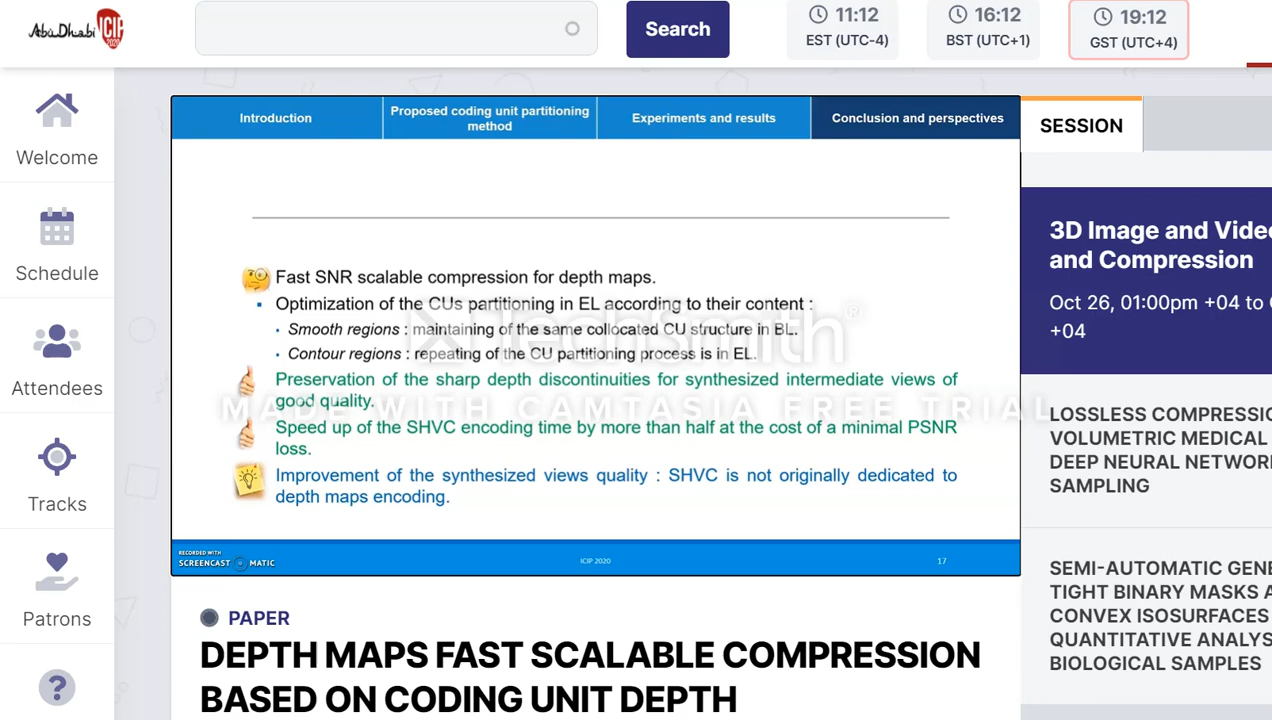 Abu Dhabi ICIP 2020
Search
11:12
EST (UTC-4)
16:12
BST (UTC+1)
19:12
GST (UTC+4)
Welcome
Schedule
Attendees
Tracks
Patrons
?
Introduction
Proposed coding unit partitioning
method
Experiments and results
Conclusion and perspectives
Fast SNR scalable compression for depth maps.
▪ Optimization of the CUs partitioning in EL according to their content :
• Smooth regions : maintaining of the same collocated CU structure in BL.
• Contour regions : repeating of the CU partitioning process is in EL.
Preservation of the sharp depth discontinuities for synthesized intermediate views of
good quality.
Speed up of the SHVC encoding time by more than half at the cost of a minimal PSNR
loss.
Improvement of the synthesized views quality : SHVC is not originally dedicated to
depth maps encoding.
TechSmith®
MADE WITH CAMTASIA FREE TRIAL
RECORDED WITH
SCREENCAST MATIC
ICIP 2020
17
PAPER
DEPTH MAPS FAST SCALABLE COMPRESSION
BASED ON CODING UNIT DEPTH
SESSION
3D Image and Vide
and Compression
Oct 26, 01:00pm +04 to
+04
LOSSLESS COMPRESSIO
VOLUMETRIC MEDICAL
DEEP NEURAL NETWOR
SAMPLING
SEMI-AUTOMATIC GENE
TIGHT BINARY MASKS A
CONVEX ISOSURFACES
QUANTITATIVE ANALYS
BIOLOGICAL SAMPLES